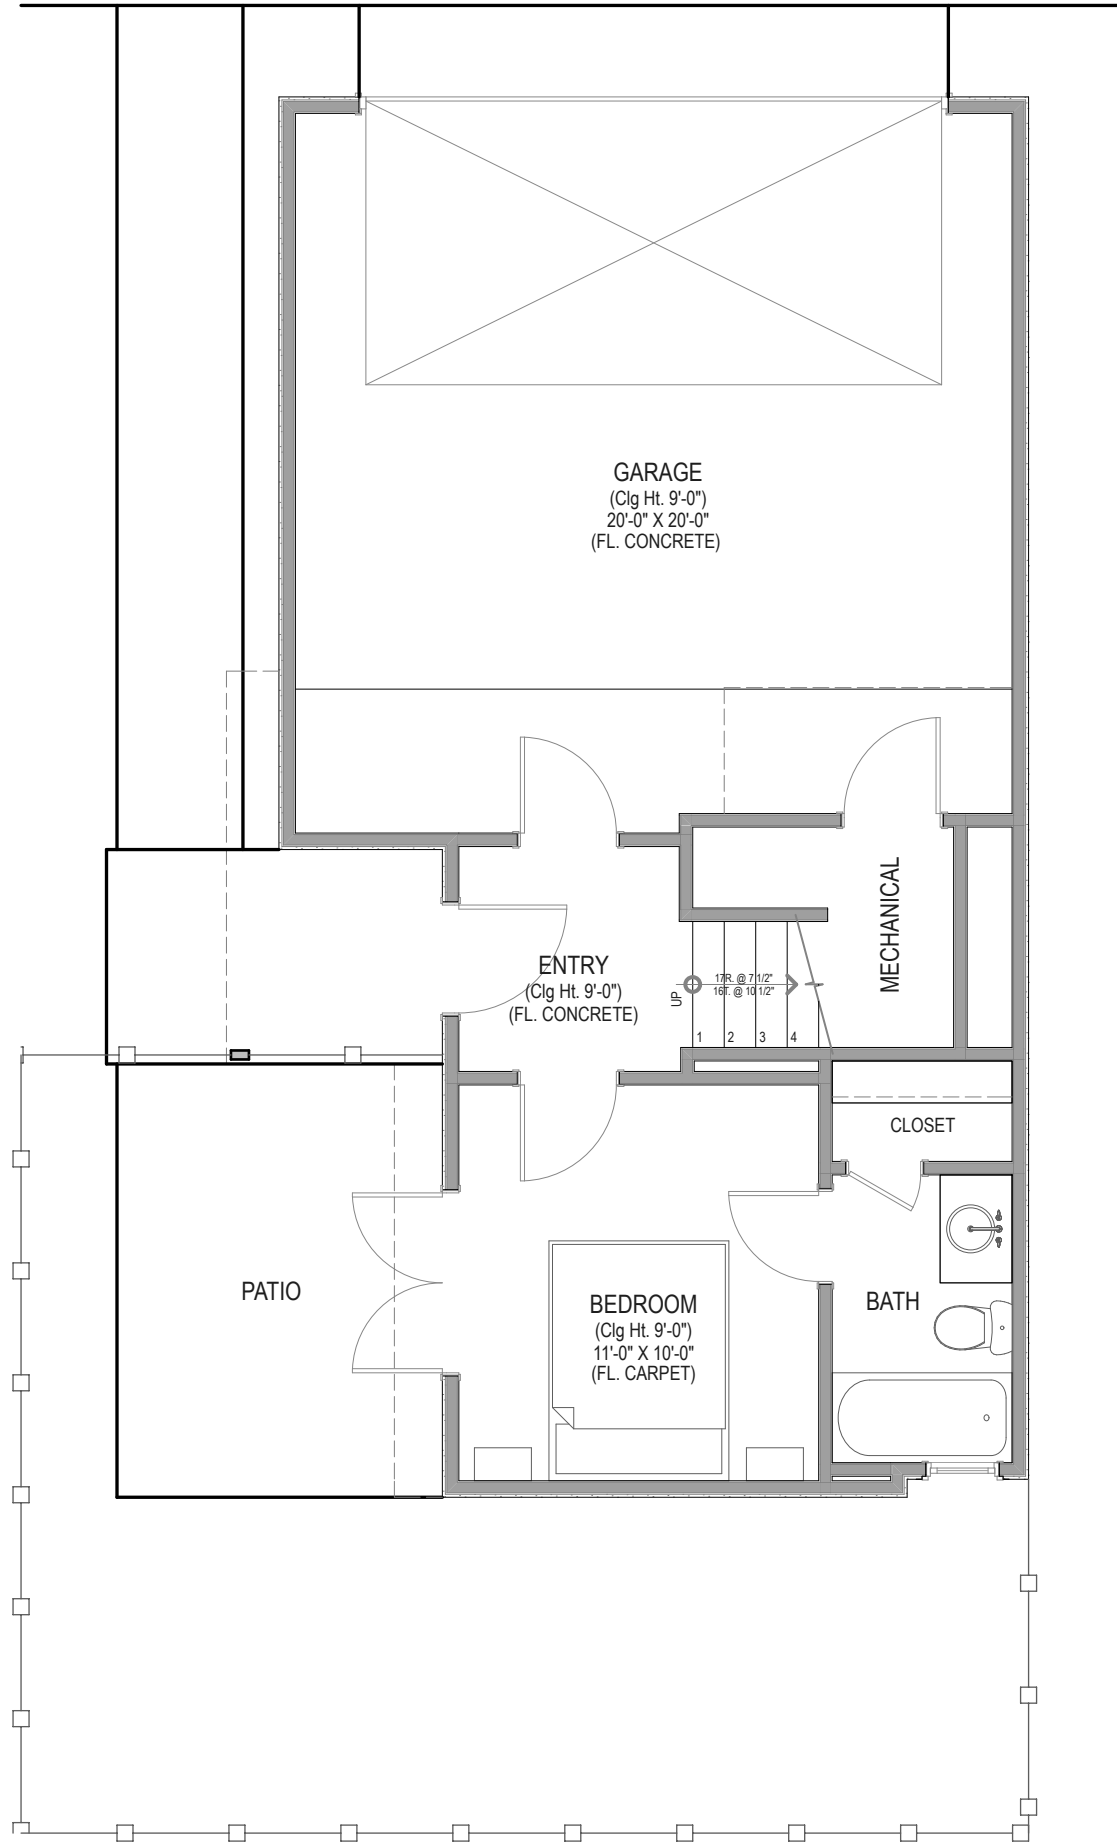 GARAGE
(Clg Ht. 9'-0")
20'-0" X 20'-0"
(FL. CONCRETE)
MECHANICAL
ENTRY
(Clg Ht. 9'-0")
(FL. CONCRETE)
UP
17R. @ 7 1/2"
16T. @ 10 1/2"
1 2 3 4
CLOSET
PATIO
BEDROOM
(Clg Ht. 9'-0")
11'-0" X 10'-0"
(FL. CARPET)
BATH